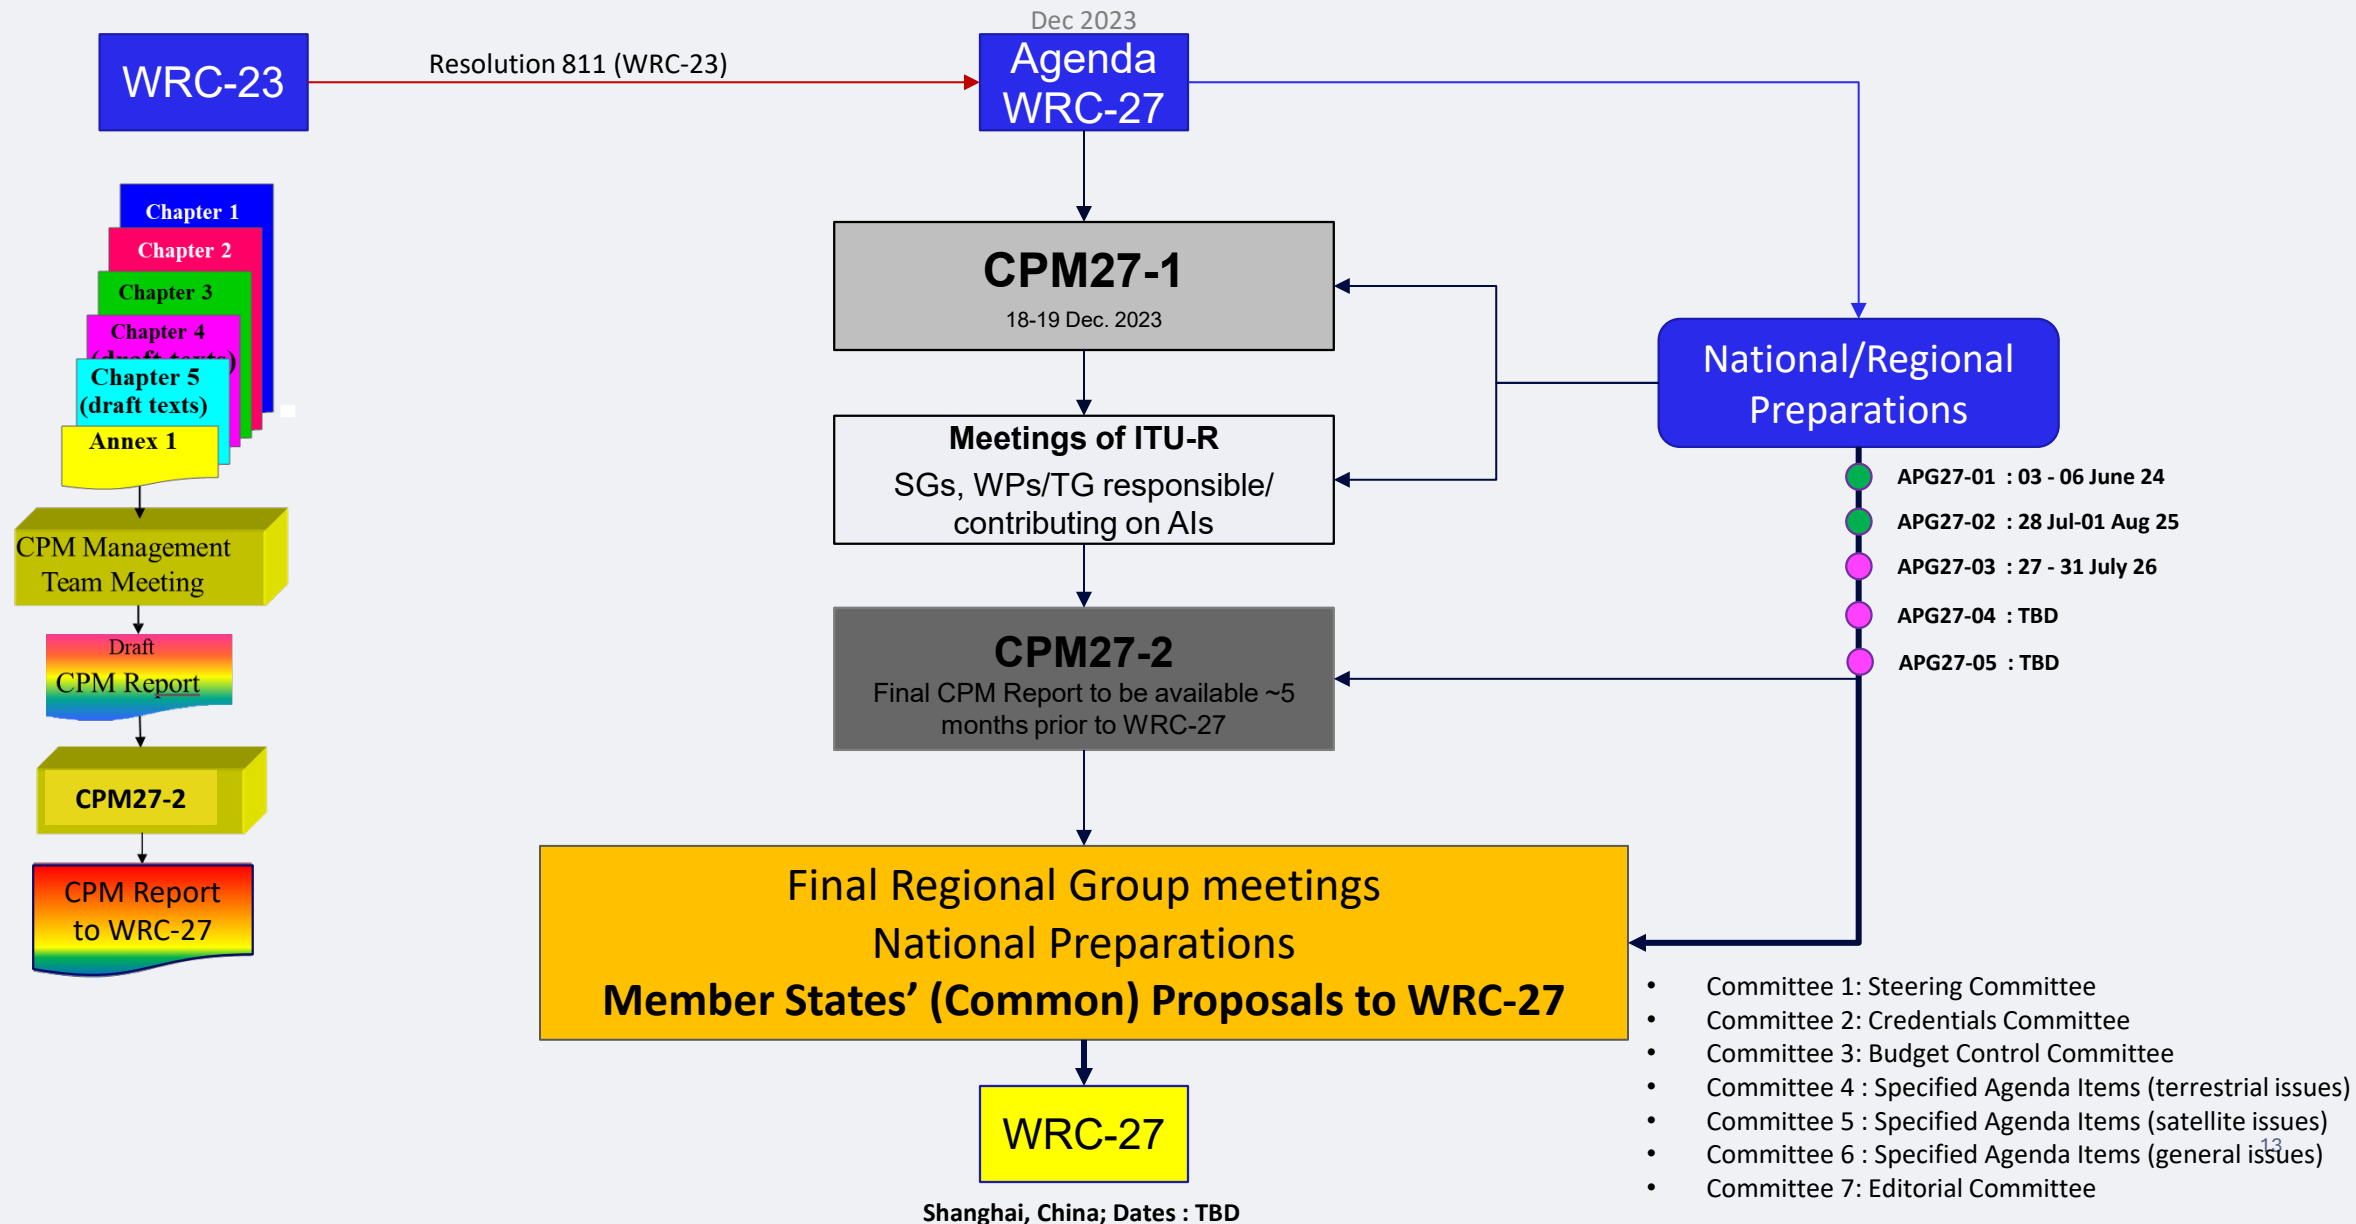 Dec 2023
WRC-23
Resolution 811 (WRC-23)
Agenda
WRC-27
Chapter 1
Chapter 2
Chapter 3
Chapter 4
(draft texts)
Chapter 5
(draft texts)
Annex 1
CPM Management
Team Meeting
Draft
CPM Report
CPM27-2
CPM Report
to WRC-27
CPM27-1
18-19 Dec. 2023
Meetings of ITU-R
SGs, WPs/TG responsible/
contributing on AIs
CPM27-2
Final CPM Report to be available ~5
months prior to WRC-27
National/Regional
Preparations
APG27-01 : 03 - 06 June 24
APG27-02 : 28 Jul-01 Aug 25
APG27-03 : 27 - 31 July 26
APG27-04 : TBD
APG27-05 : TBD
Final Regional Group meetings
National Preparations
Member States’ (Common) Proposals to WRC-27
WRC-27
Shanghai, China; Dates : TBD
• Committee 1: Steering Committee
• Committee 2: Credentials Committee
• Committee 3: Budget Control Committee
• Committee 4 : Specified Agenda Items (terrestrial issues)
• Committee 5 : Specified Agenda Items (satellite issues)
• Committee 6 : Specified Agenda Items (general issues)
• Committee 7: Editorial Committee
13